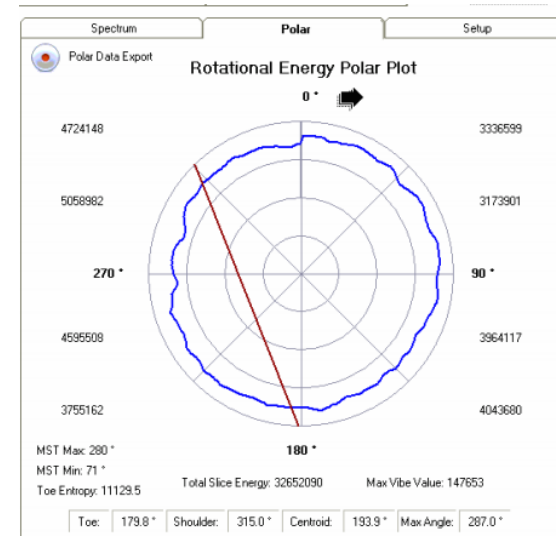 Spectrum Polar Setup
Polar Data Export
Rotational Energy Polar Plot
0 °
4724148 3336599
5058982 3173901
270 ° 90 °
4595508 3964117
3755162 4043680
MST Max: 280 ° 180 °
MST Min: 71 °
Total Slice Energy: 32652090 Max Vibe Value: 147653
Toe Entropy: 11129.5
Toe: 179.8 ° Shoulder: 315.0 ° Centroid: 193.9 ° Max Angle: 287.0 °